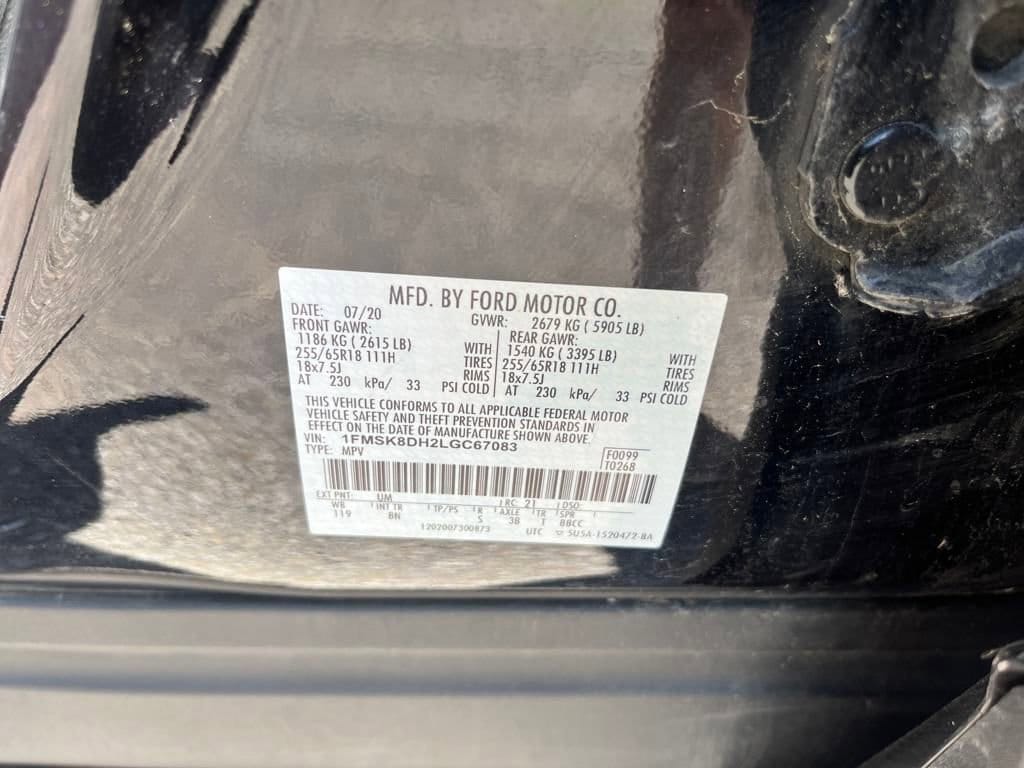 MFD. BY FORD MOTOR CO.
DATE: 07/20 GVWR: 2679 KG ( 5905 LB)
FRONT GAWR: REAR GAWR:
1186 KG ( 2615 LB) WITH 1540 KG ( 3395 LB) WITH
255/65R18 111H TIRES 255/65R18 111H TIRES
18x7.5J RIMS 18x7.5J RIMS
AT 230 kPa/ 33 PSI COLD AT 230 kPa/ 33 PSI COLD
THIS VEHICLE CONFORMS TO ALL APPLICABLE FEDERAL MOTOR
VEHICLE SAFETY AND THEFT PREVENTION STANDARDS IN
EFFECT ON THE DATE OF MANUFACTURE SHOWN ABOVE.
VIN: 1FMSK8DH2LGC67083 F0099
TYPE: MPV T0268
EXT PNT: UM RC: 21 DSO:
WB INT TR TP/PS R AXLE TR SPR
119 BN S 3B T BBCC
1202007300873 UTC 5U5A-1520472-BA